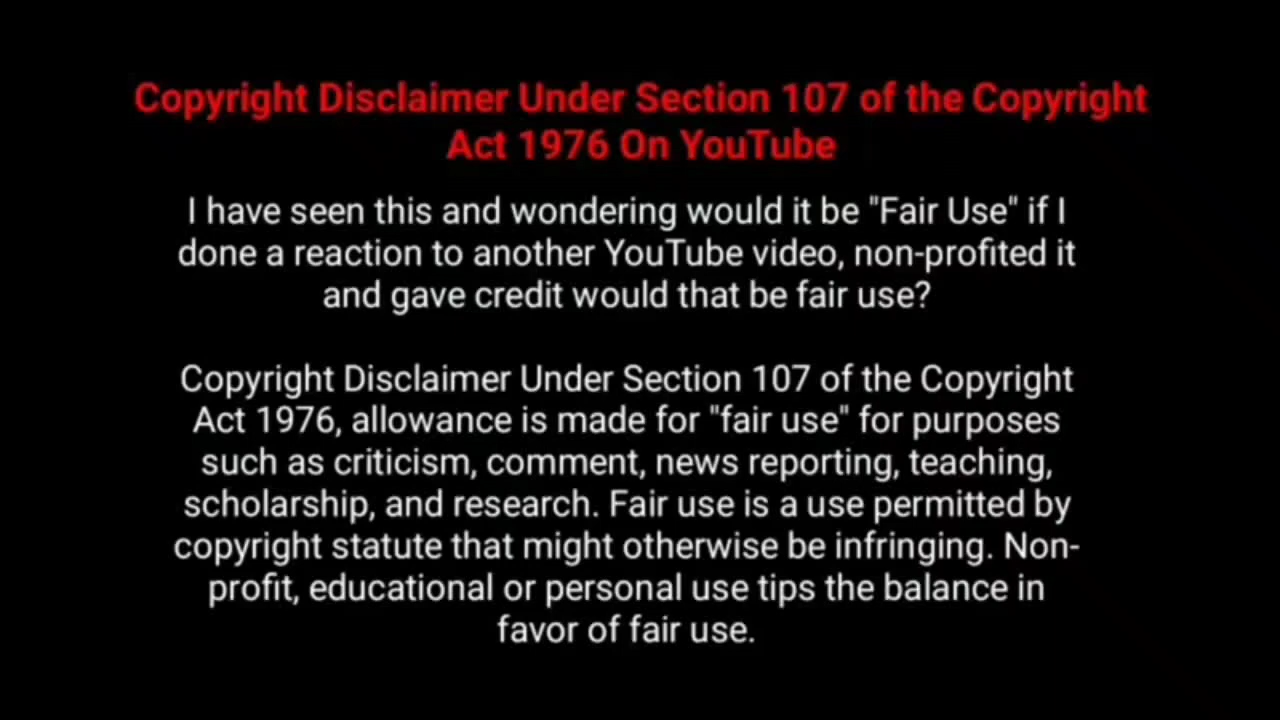 Copyright Disclaimer Under Section 107 of the Copyright
Act 1976 On YouTube
I have seen this and wondering would it be "Fair Use" if I
done a reaction to another YouTube video, non-profited it
and gave credit would that be fair use?
Copyright Disclaimer Under Section 107 of the Copyright
Act 1976, allowance is made for "fair use" for purposes
such as criticism, comment, news reporting, teaching,
scholarship, and research. Fair use is a use permitted by
copyright statute that might otherwise be infringing. Non-
profit, educational or personal use tips the balance in
favor of fair use.